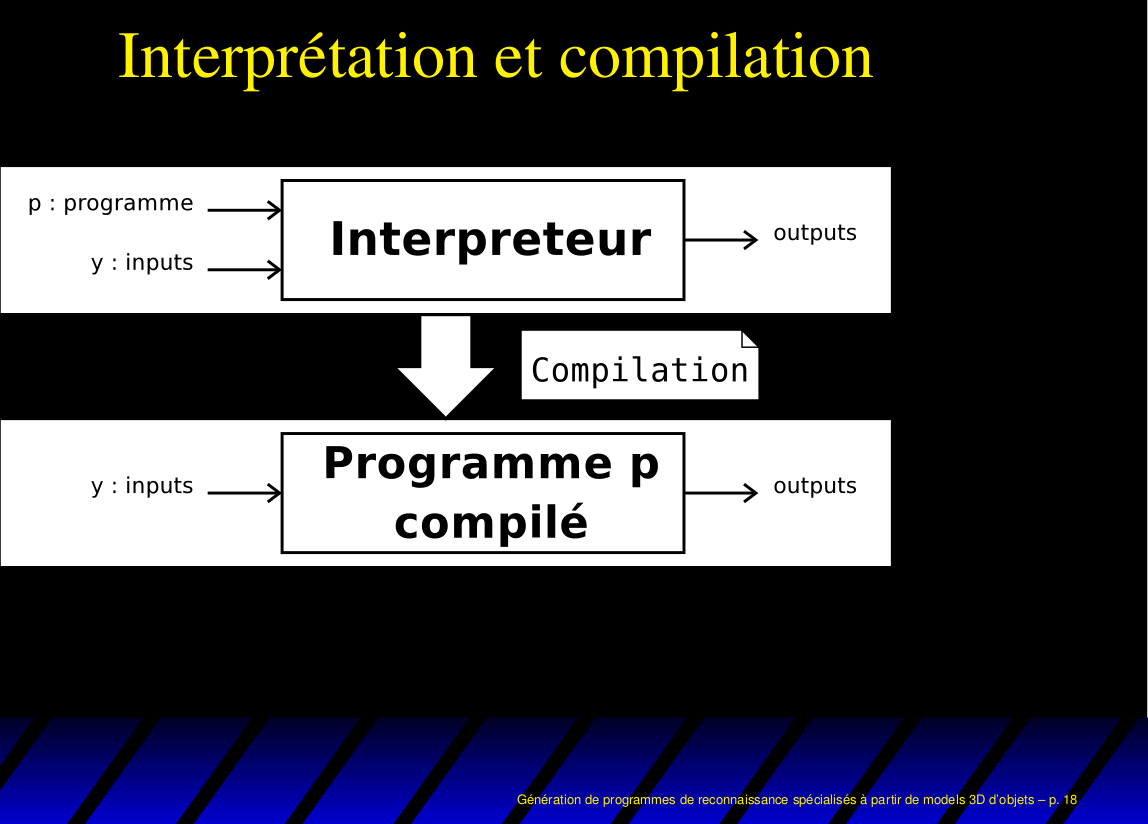 Interprétation et compilation
p : programme
y : inputs
Interpreteur
outputs
Compilation
y : inputs
Programme p
compilé
outputs
Génération de programmes de reconnaissance spécialisés à partir de models 3D d'objets – p. 18